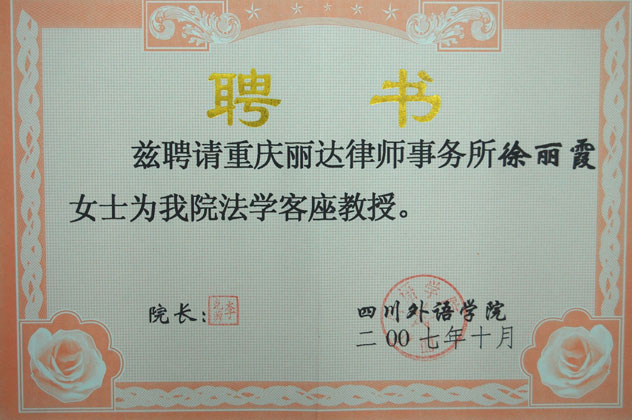 聘 书
兹聘请重庆丽达律师事务所徐丽霞
女士为我院法学客座教授。
院长：
四川外语学院
二00七年十月